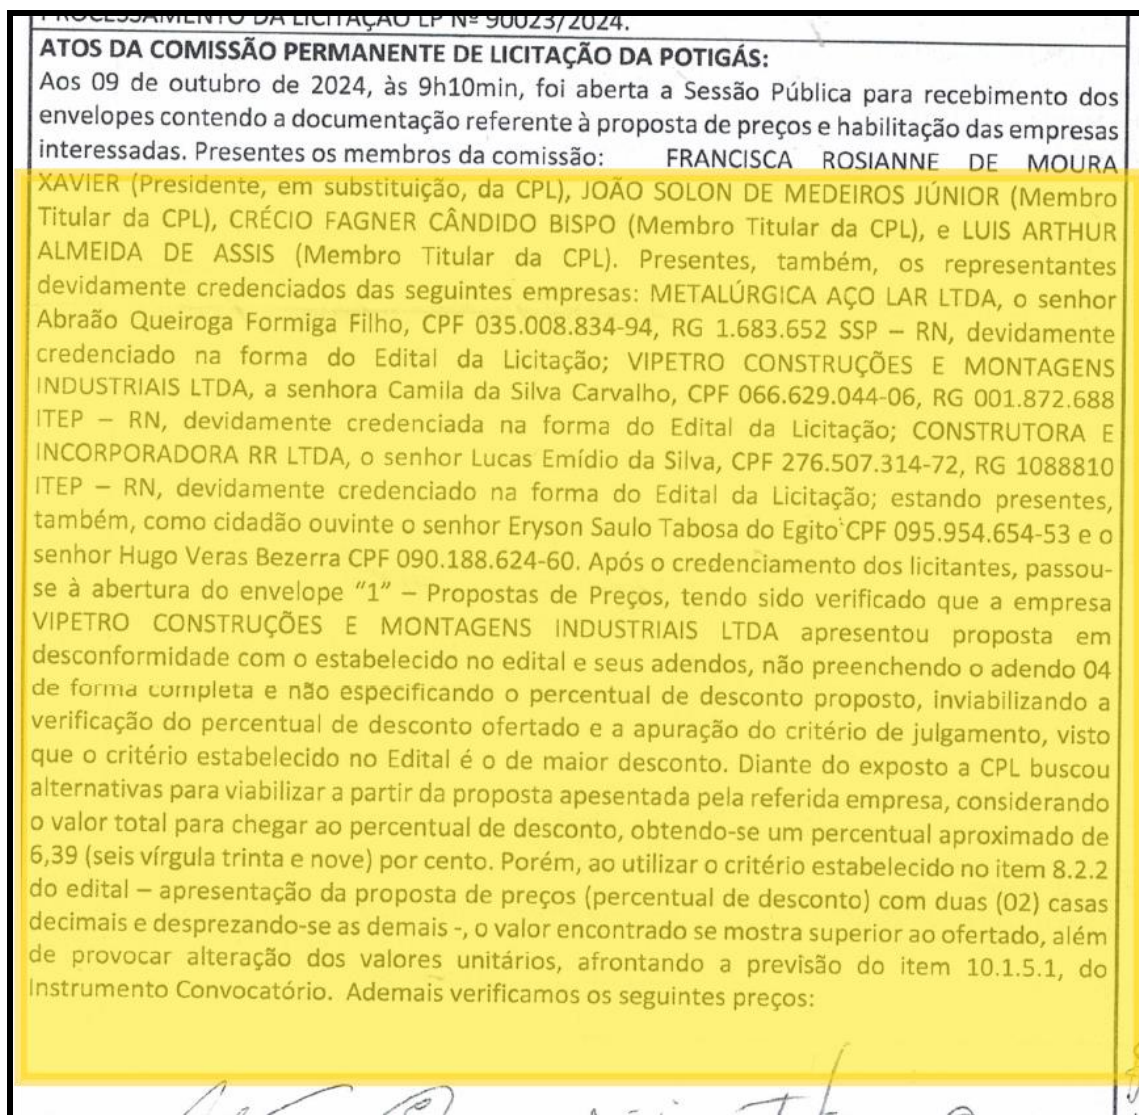 PROCESSAMENTO DA LICITAÇÃO LP Nº 90023/2024.
ATOS DA COMISSÃO PERMANENTE DE LICITAÇÃO DA POTIGÁS:
Aos 09 de outubro de 2024, às 9h10min, foi aberta a Sessão Pública para recebimento dos
envelopes contendo a documentação referente à proposta de preços e habilitação das empresas
interessadas. Presentes os membros da comissão: FRANCISCA ROSIANNE DE MOURA
XAVIER (Presidente, em substituição, da CPL), JOÃO SOLON DE MEDEIROS JÚNIOR (Membro
Titular da CPL), CRÉCIO FAGNER CÂNDIDO BISPO (Membro Titular da CPL), e LUIS ARTHUR
ALMEIDA DE ASSIS (Membro Titular da CPL). Presentes, também, os representantes
devidamente credenciados das seguintes empresas: METALÚRGICA AÇO LAR LTDA, o senhor
Abraão Queiroga Formiga Filho, CPF 035.008.834-94, RG 1.683.652 SSP – RN, devidamente
credenciado na forma do Edital da Licitação; VIPETRO CONSTRUÇÕES E MONTAGENS
INDUSTRIAIS LTDA, a senhora Camila da Silva Carvalho, CPF 066.629.044-06, RG 001.872.688
ITEP – RN, devidamente credenciada na forma do Edital da Licitação; CONSTRUTORA E
INCORPORADORA RR LTDA, o senhor Lucas Emídio da Silva, CPF 276.507.314-72, RG 1088810
ITEP – RN, devidamente credenciado na forma do Edital da Licitação; estando presentes,
também, como cidadão ouvinte o senhor Eryson Saulo Tabosa do Egito CPF 095.954.654-53 e o
senhor Hugo Veras Bezerra CPF 090.188.624-60. Após o credenciamento dos licitantes, passou-
se à abertura do envelope "1" – Propostas de Preços, tendo sido verificado que a empresa
VIPETRO CONSTRUÇÕES E MONTAGENS INDUSTRIAIS LTDA apresentou proposta em
desconformidade com o estabelecido no edital e seus adendos, não preenchendo o adendo 04
de forma completa e não especificando o percentual de desconto proposto, inviabilizando a
verificação do percentual de desconto ofertado e a apuração do critério de julgamento, visto
que o critério estabelecido no Edital é o de maior desconto. Diante do exposto a CPL buscou
alternativas para viabilizar a partir da proposta apesentada pela referida empresa, considerando
o valor total para chegar ao percentual de desconto, obtendo-se um percentual aproximado de
6,39 (seis vírgula trinta e nove) por cento. Porém, ao utilizar o critério estabelecido no item 8.2.2
do edital – apresentação da proposta de preços (percentual de desconto) com duas (02) casas
decimais e desprezando-se as demais -, o valor encontrado se mostra superior ao ofertado, além
de provocar alteração dos valores unitários, afrontando a previsão do item 10.1.5.1, do
Instrumento Convocatório. Ademais verificamos os seguintes preços: